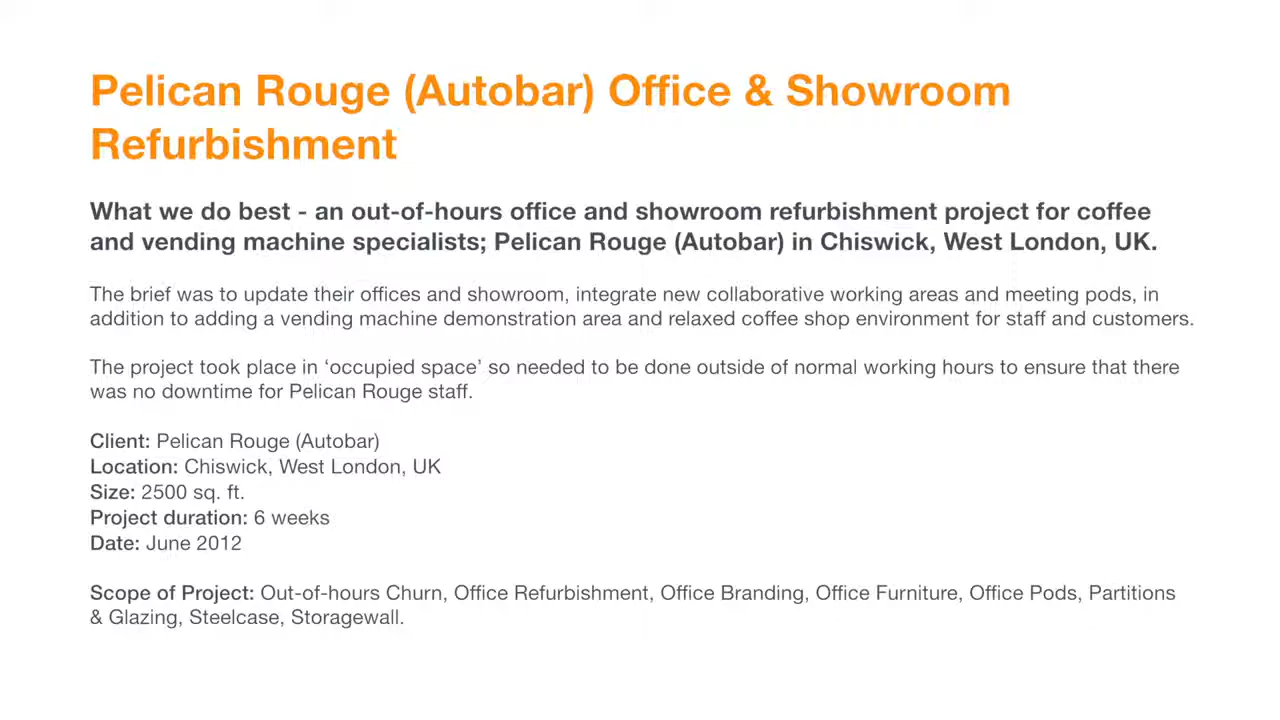 Pelican Rouge (Autobar) Office & Showroom
Refurbishment
What we do best - an out-of-hours office and showroom refurbishment project for coffee
and vending machine specialists; Pelican Rouge (Autobar) in Chiswick, West London, UK.
The brief was to update their offices and showroom, integrate new collaborative working areas and meeting pods, in
addition to adding a vending machine demonstration area and relaxed coffee shop environment for staff and customers.
The project took place in ‘occupied space’ so needed to be done outside of normal working hours to ensure that there
was no downtime for Pelican Rouge staff.
Client: Pelican Rouge (Autobar)
Location: Chiswick, West London, UK
Size: 2500 sq. ft.
Project duration: 6 weeks
Date: June 2012
Scope of Project: Out-of-hours Churn, Office Refurbishment, Office Branding, Office Furniture, Office Pods, Partitions
& Glazing, Steelcase, Storagewall.